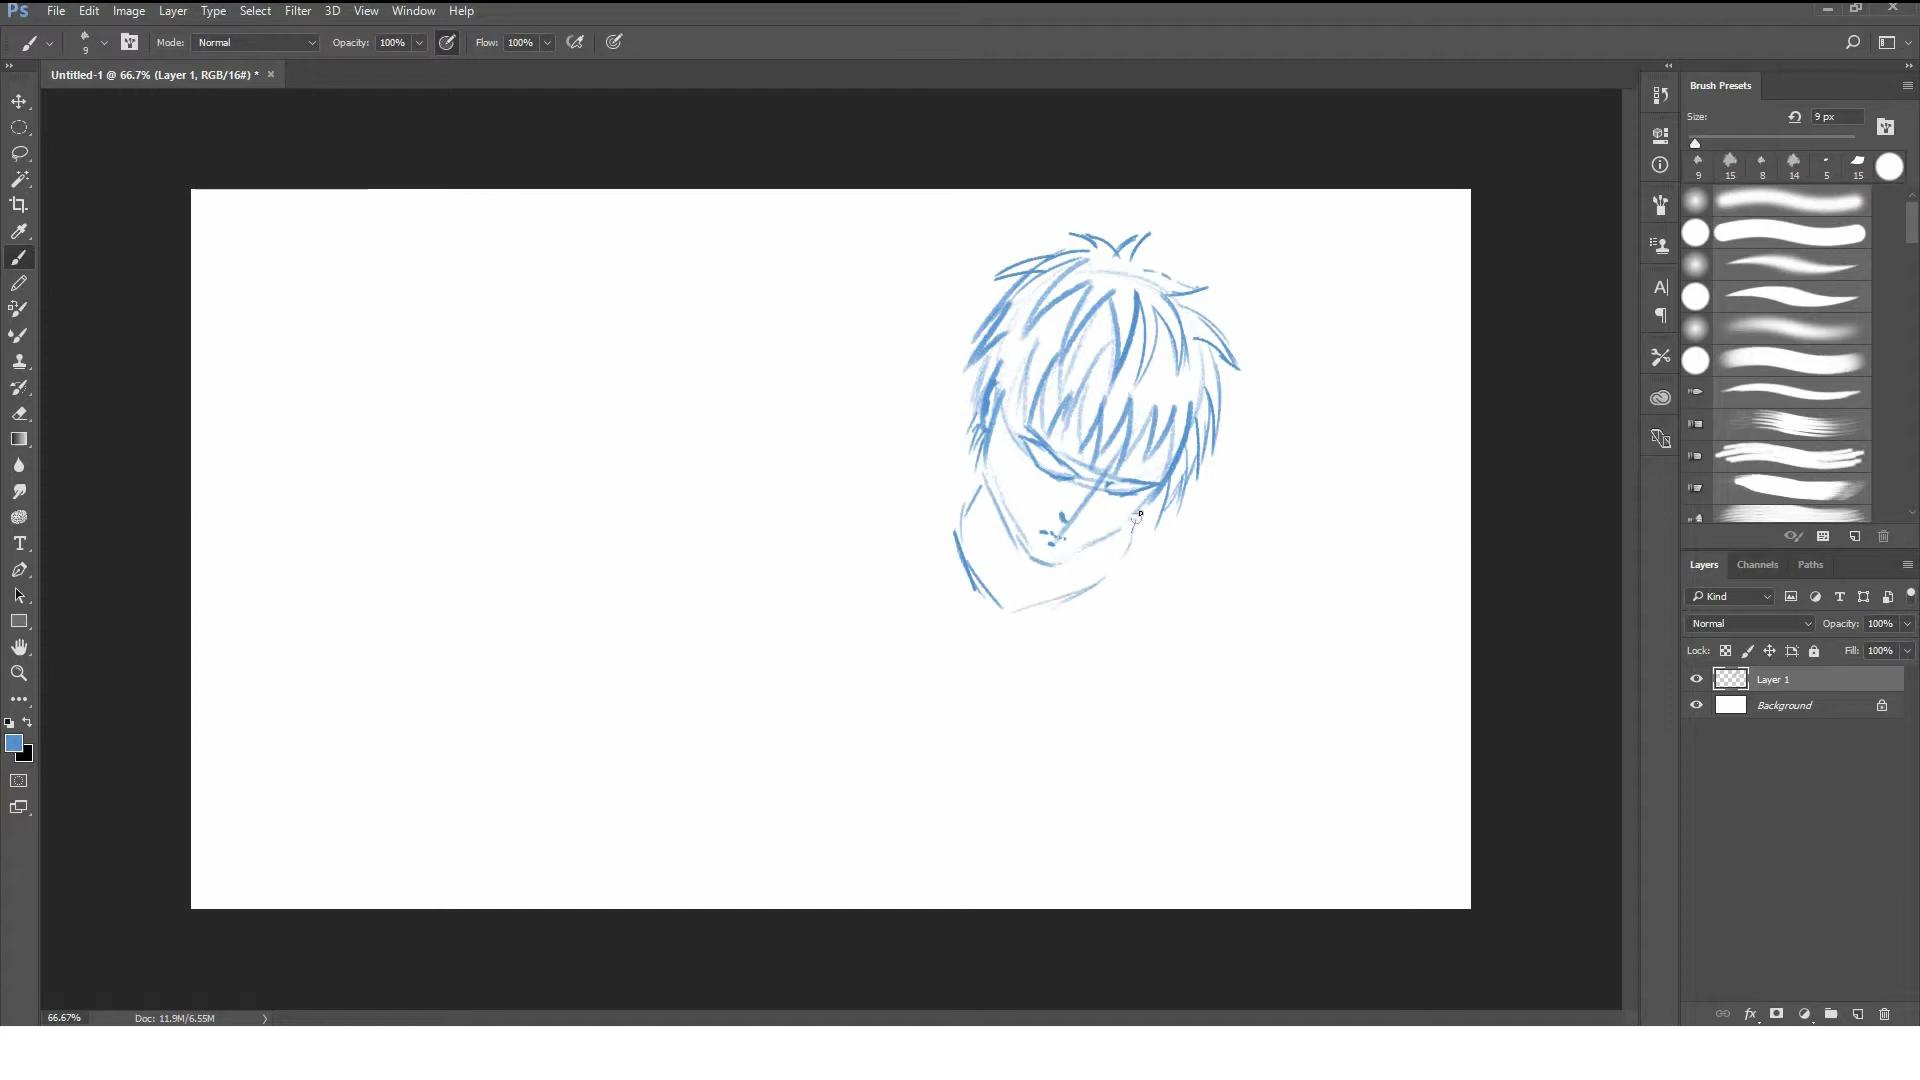 Ps File Edit Image Layer Type Select Filter 3D View Window Help
9 Mode: Normal Opacity: 100% Flow: 100%
Untitled-1 @ 66.7% (Layer 1, RGB/16#) * ×
Brush Presets
Size: 9 px
9 15 8 14 5 15
Layers Channels Paths
Kind
Normal Opacity: 100%
Lock: Fill: 100%
Layer 1
Background
66.67% Doc: 11.9M/6.55M